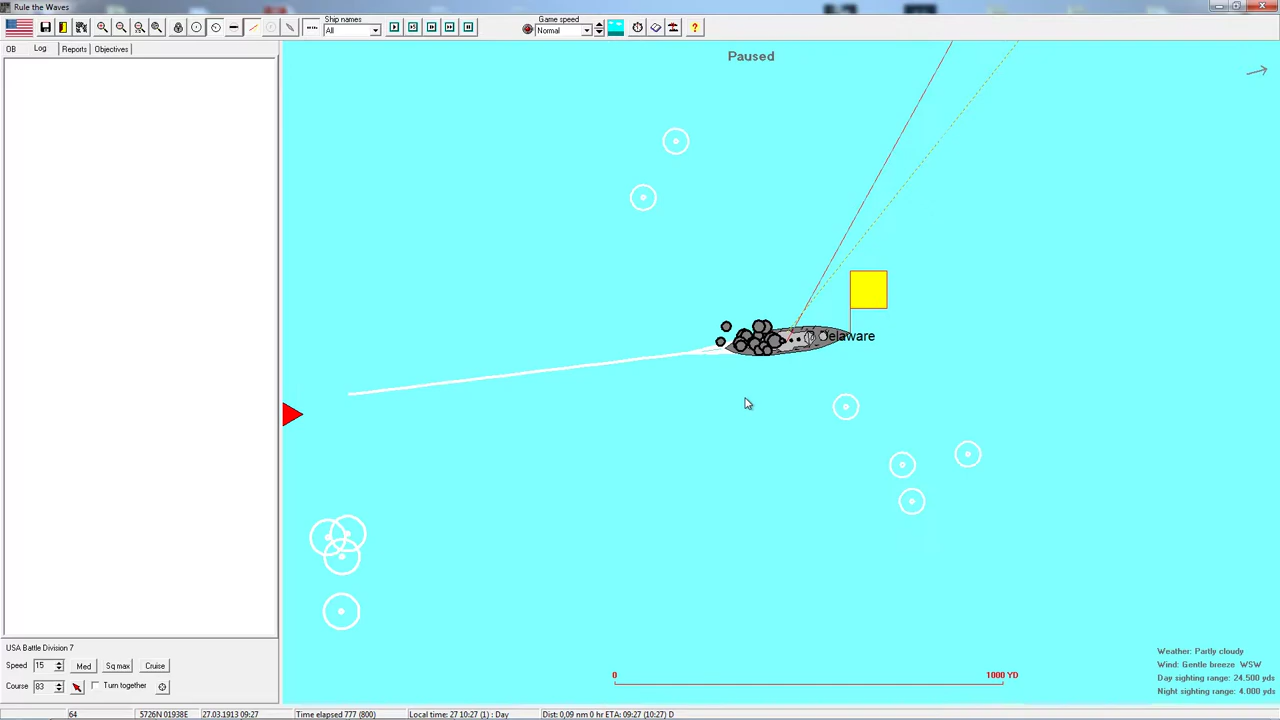 Rule the Waves
Ship names
All
Game speed
Normal
OB Log Reports Objectives
Paused
Delaware
USA Battle Division 7
Speed 15 Med Sq max Cruise
Course 83 Turn together
0 1000 YD
Weather: Partly cloudy
Wind: Gentle breeze WSW
Day sighting range: 24.500 yds
Night sighting range: 4.000 yds
64 5726N 01938E 27.03.1913 09:27 Time elapsed 777 (800) Local time: 27 10:27 (1) : Day Dist: 0,09 nm 0 hr ETA: 09:27 (10:27) D